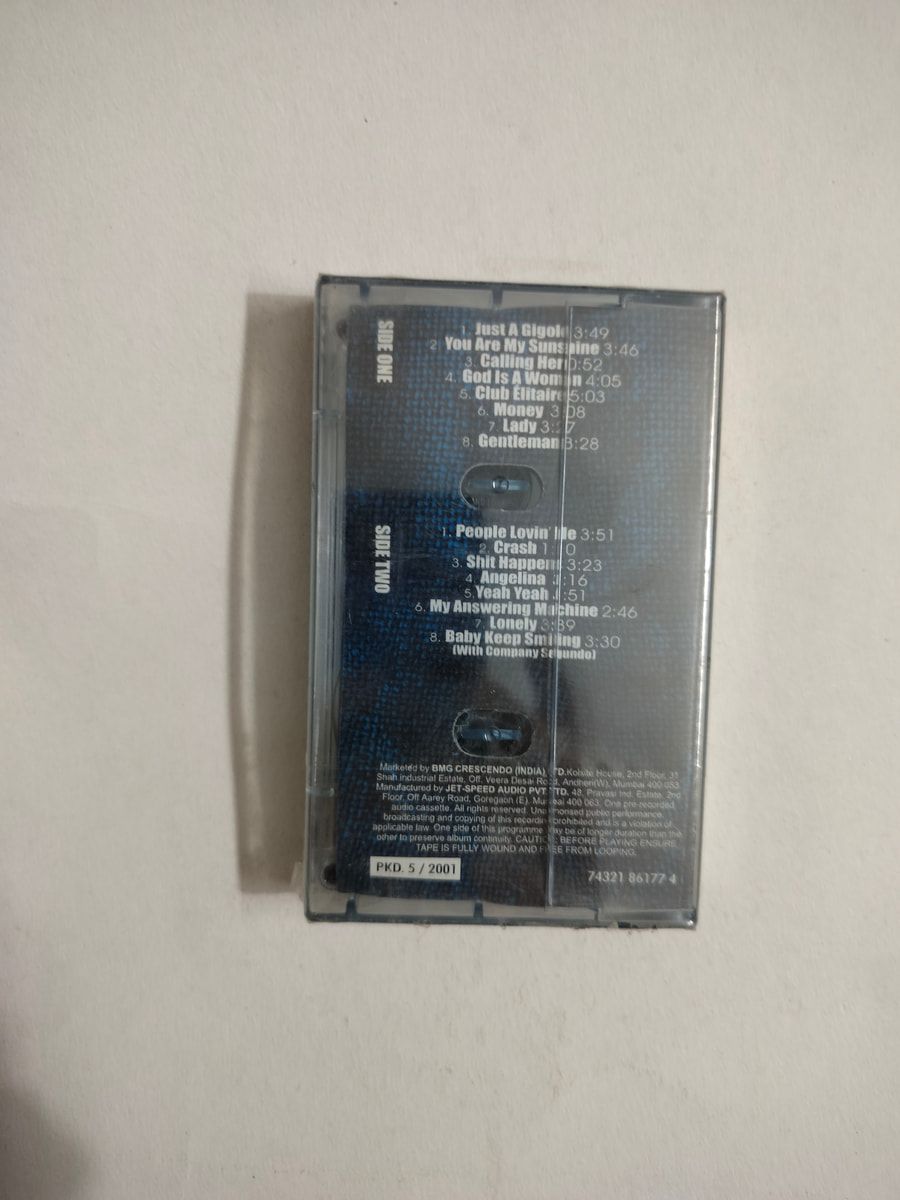 SIDE ONE
1. Just A Gigolo 3:49
2. You Are My Sunshine 3:46
3. Calling Her 0:52
4. God Is A Woman 4:05
5. Club Elitaire 5:03
6. Money 3:08
7. Lady
8. Gentleman 3:28
SIDE TWO
1. People Lovin' Me 3:51
2. Crash
3. Shit Happens 3:23
4. Angelina
5. Yeah Yeah
6. My Answering Machine 2:46
7. Lonely 3:39
8. Baby Keep Smiling 3:30
(With Company Segundo)
Marketed by BMG CRESCENDO (INDIA) LTD. House, 2nd Floor, 31
Shah industrial Estate, Off. Veera Desai Road, Andheri(W), Mumbai 400 053.
Manufactured by JET-SPEED AUDIO PVT. LTD. 48, Pravasi Ind. Estate, 2nd
Floor, Off Aarey Road, Goregaon (E), Mumbai 400 063. One pre-recorded
audio cassette. All rights reserved. Unauthorised public performance,
broadcasting and copying of this recording prohibited and is a violation of
applicable law. One side of this programme may be of longer duration than the
other to preserve album continuity. CAUTION: BEFORE PLAYING ENSURE
TAPE IS FULLY WOUND AND FREE FROM LOOPING.
PKD. 5 / 2001
74321 86177 4